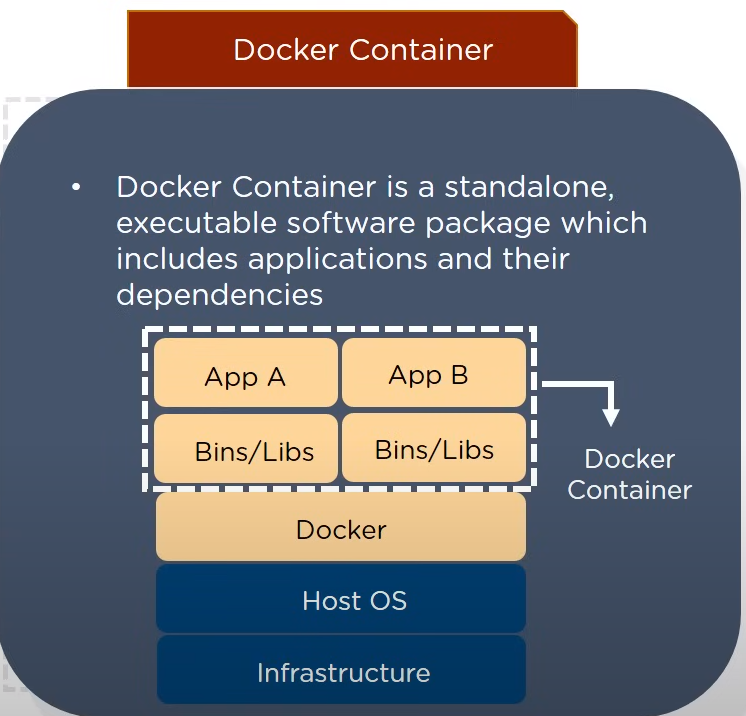 Docker Container
• Docker Container is a standalone,
executable software package which
includes applications and their
dependencies
App A
App B
Bins/Libs
Bins/Libs
Docker
Container
Docker
Host OS
Infrastructure